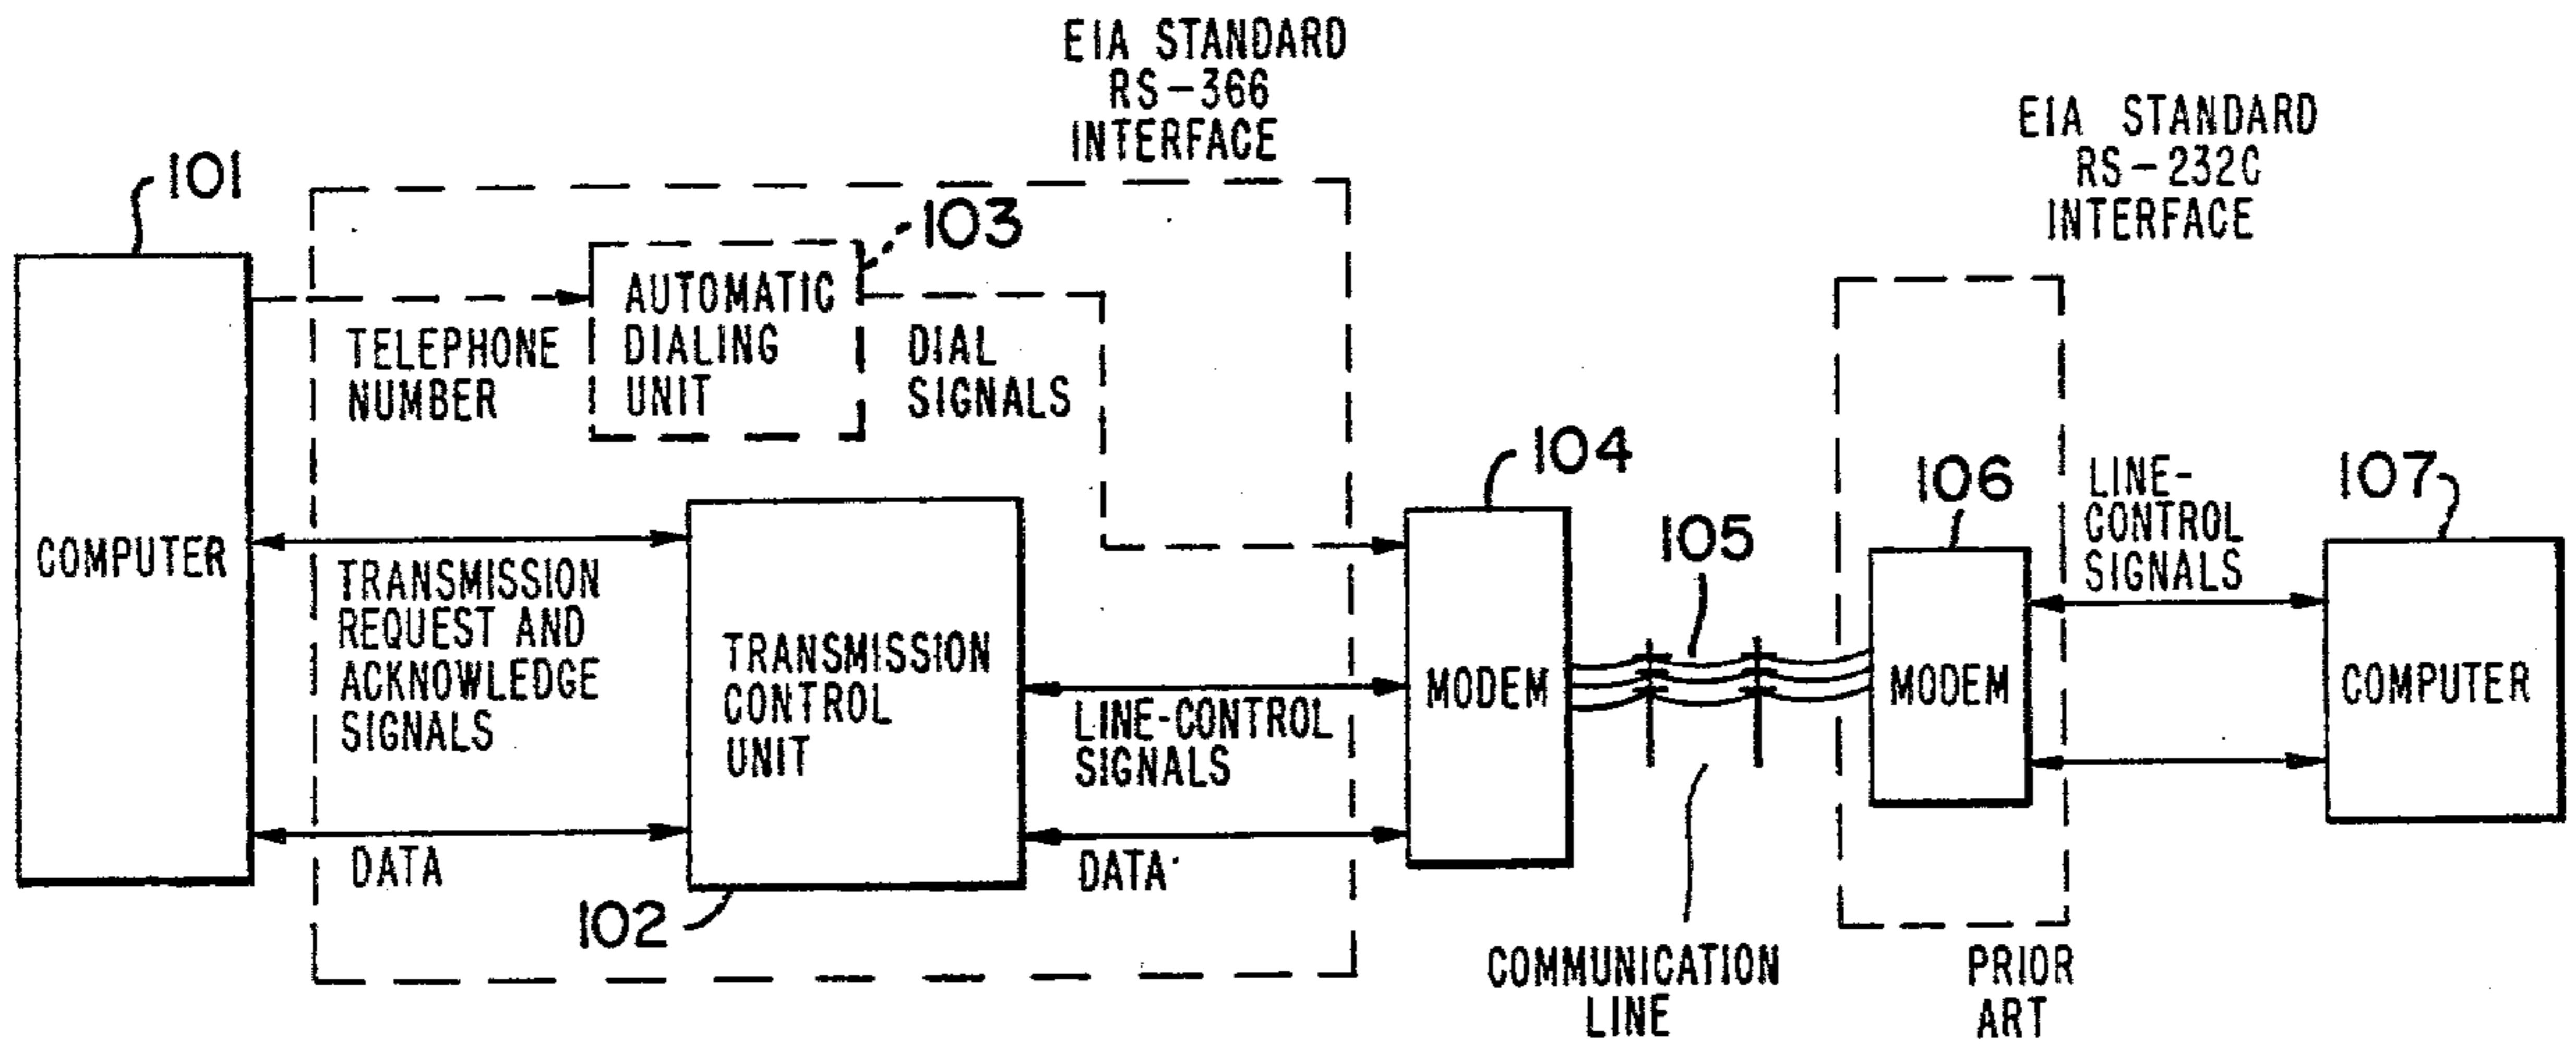 EIA STANDARD
RS-366
INTERFACE
EIA STANDARD
RS-232C
INTERFACE
101
103
AUTOMATIC
DIALING
UNIT
TELEPHONE
NUMBER
DIAL
SIGNALS
104
106
LINE-
CONTROL
SIGNALS
107
105
COMPUTER
TRANSMISSION
REQUEST AND
ACKNOWLEDGE
SIGNALS
TRANSMISSION
CONTROL
UNIT
LINE-CONTROL
SIGNALS
MODEM
MODEM
COMPUTER
DATA
DATA
102
COMMUNICATION
LINE
PRIOR
ART